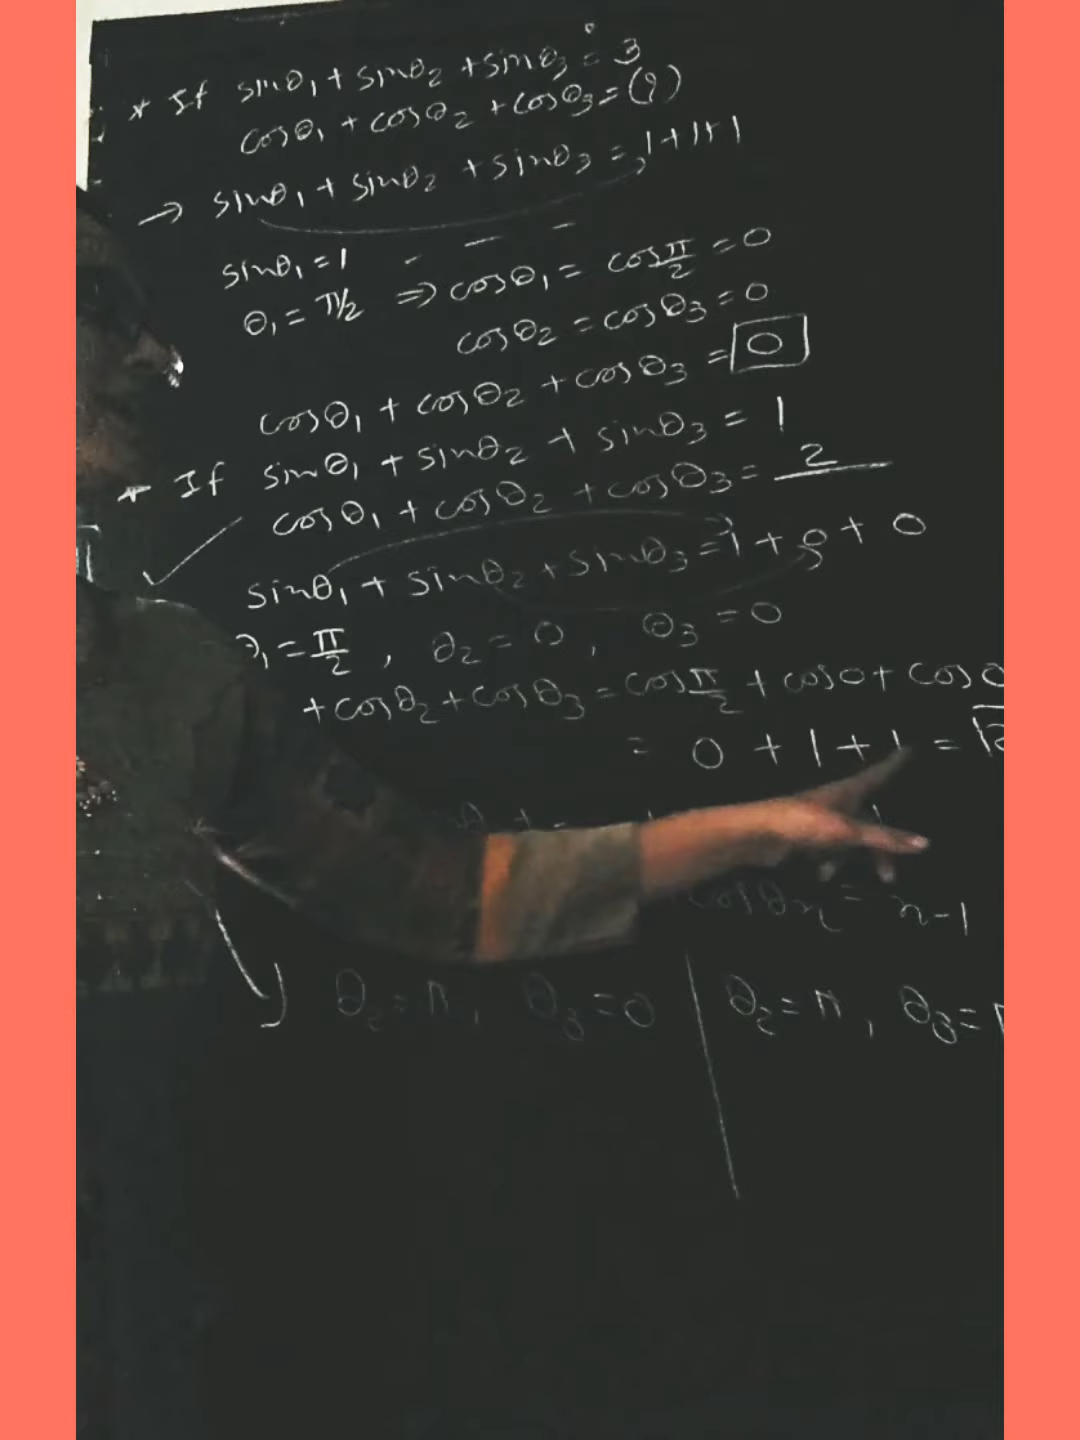 * If sinθ₁ + sinθ₂ + sinθ₃ = 3
cosθ₁ + cosθ₂ + cosθ₃ = (?)
→ sinθ₁ + sinθ₂ + sinθ₃ = 1+1+1
sinθ₁ = 1
θ₁ = π/2 ⇒ cosθ₁ = cos π/2 = 0
cosθ₂ = cosθ₃ = 0
cosθ₁ + cosθ₂ + cosθ₃ = 0
* If sinθ₁ + sinθ₂ + sinθ₃ = 1
cosθ₁ + cosθ₂ + cosθ₃ = 2
sinθ₁ + sinθ₂ + sinθ₃ = 1 + 0 + 0
θ₁ = π/2 , θ₂ = 0 , θ₃ = 0
+ cosθ₂ + cosθ₃ = cos π/2 + cos0 + cos0
= 0 + 1 + 1 =
cosθₙ = n-1
θ₂ = π, θ₃ = 0 | θ₂ = π, θ₃ =